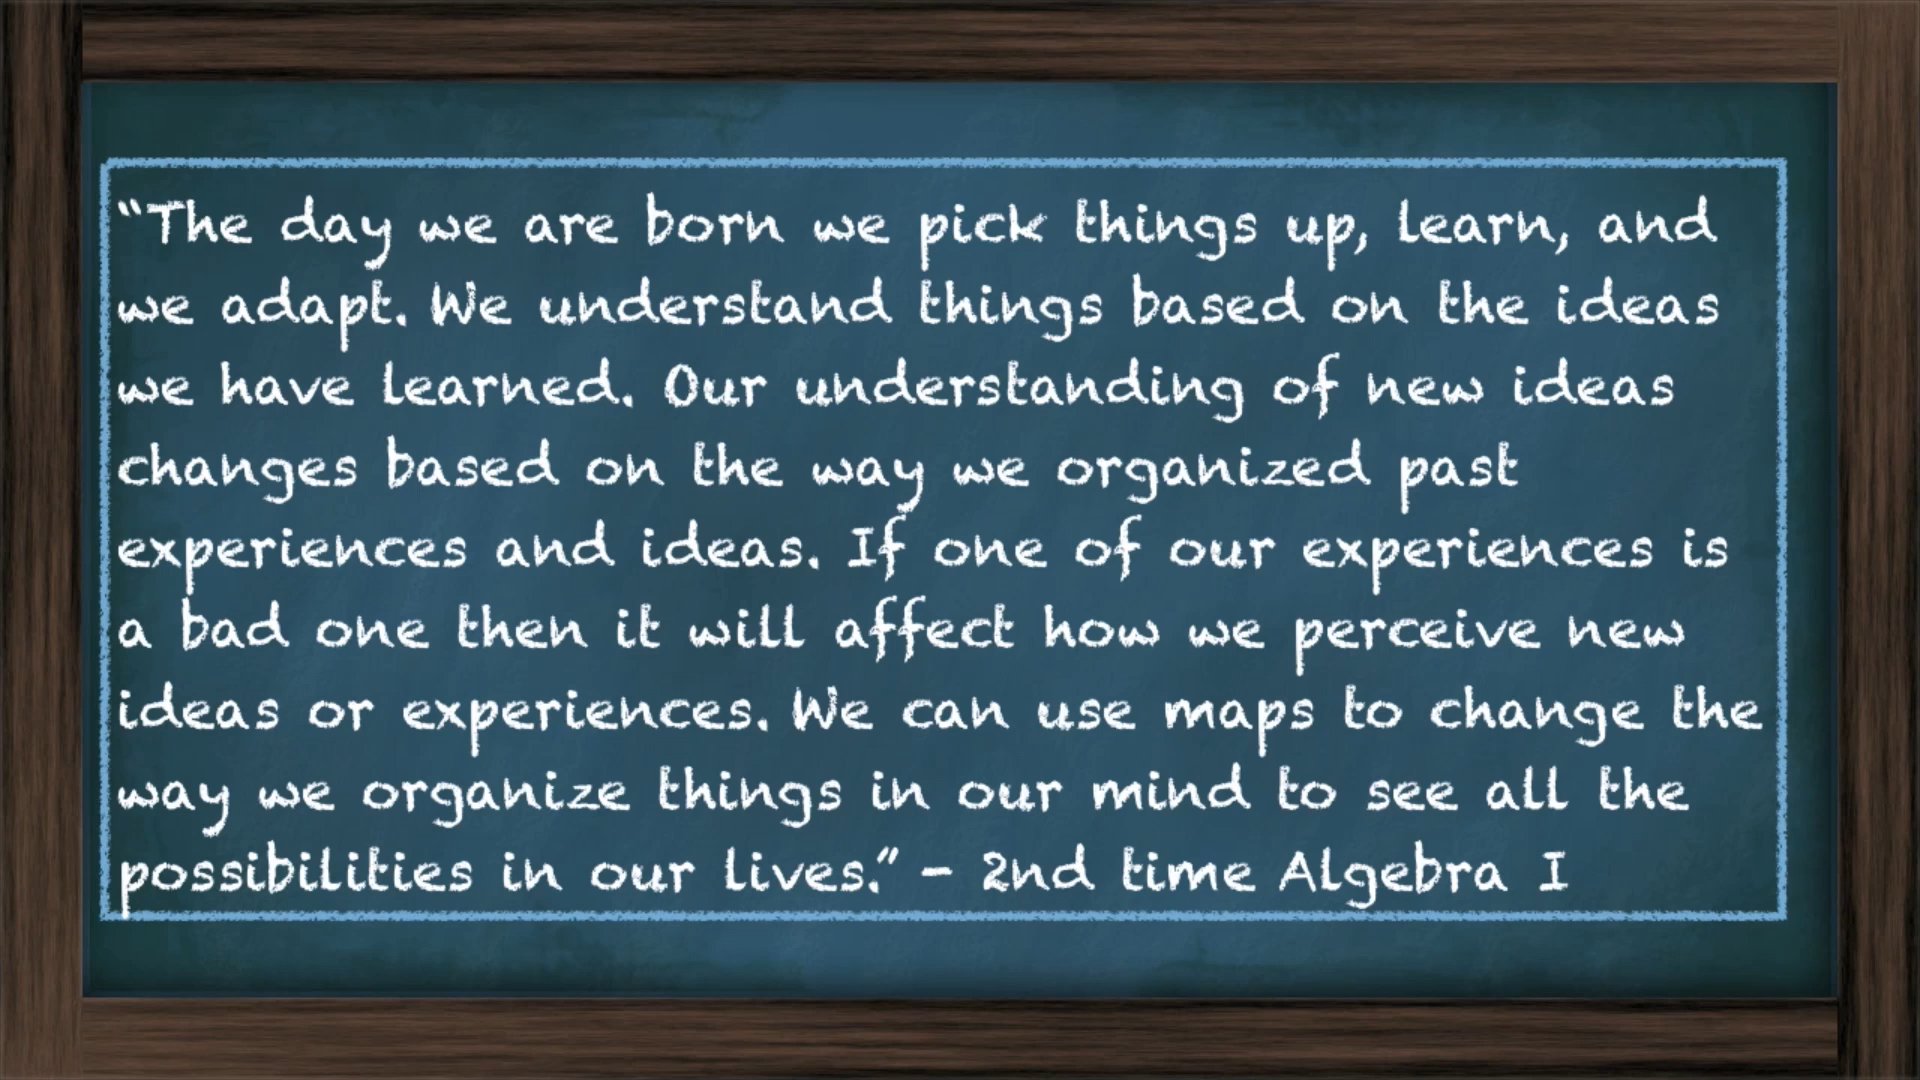 “The day we are born we pick things up, learn, and
we adapt. We understand things based on the ideas
we have learned. Our understanding of new ideas
changes based on the way we organized past
experiences and ideas. If one of our experiences is
a bad one then it will affect how we perceive new
ideas or experiences. We can use maps to change the
way we organize things in our mind to see all the
possibilities in our lives.” - 2nd time Algebra I